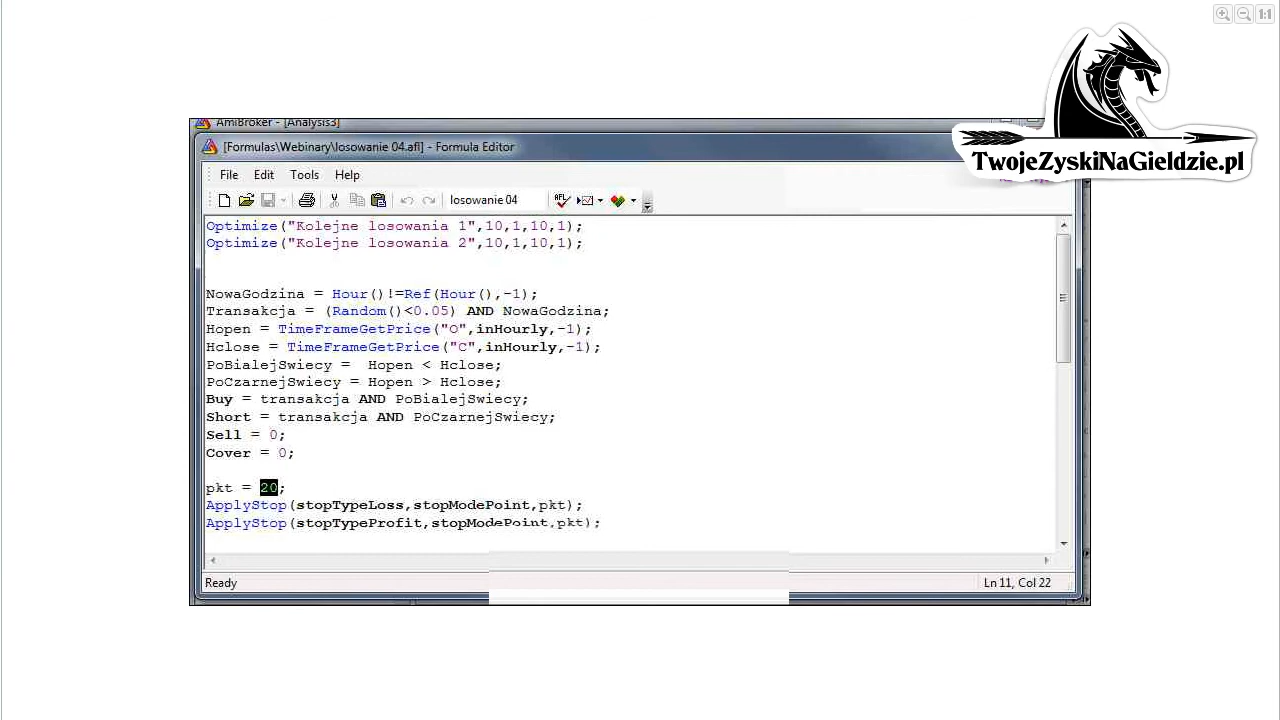 1:1
TwojeZyskiNaGieldzie.pl
AmiBroker - [Analysis3]
[Formulas\Webinary\losowanie 04.afl] - Formula Editor
File Edit Tools Help
losowanie 04
AFL
Optimize("Kolejne losowania 1",10,1,10,1);
Optimize("Kolejne losowania 2",10,1,10,1);
NowaGodzina = Hour()!=Ref(Hour(),-1);
Transakcja = (Random()<0.05) AND NowaGodzina;
Hopen = TimeFrameGetPrice("O",inHourly,-1);
Hclose = TimeFrameGetPrice("C",inHourly,-1);
PoBialejSwiecy =  Hopen < Hclose;
PoCzarnejSwiecy = Hopen > Hclose;
Buy = transakcja AND PoBialejSwiecy;
Short = transakcja AND PoCzarnejSwiecy;
Sell = 0;
Cover = 0;
pkt = 20;
ApplyStop(stopTypeLoss,stopModePoint,pkt);
ApplyStop(stopTypeProfit,stopModePoint,pkt);
Ready
Ln 11, Col 22